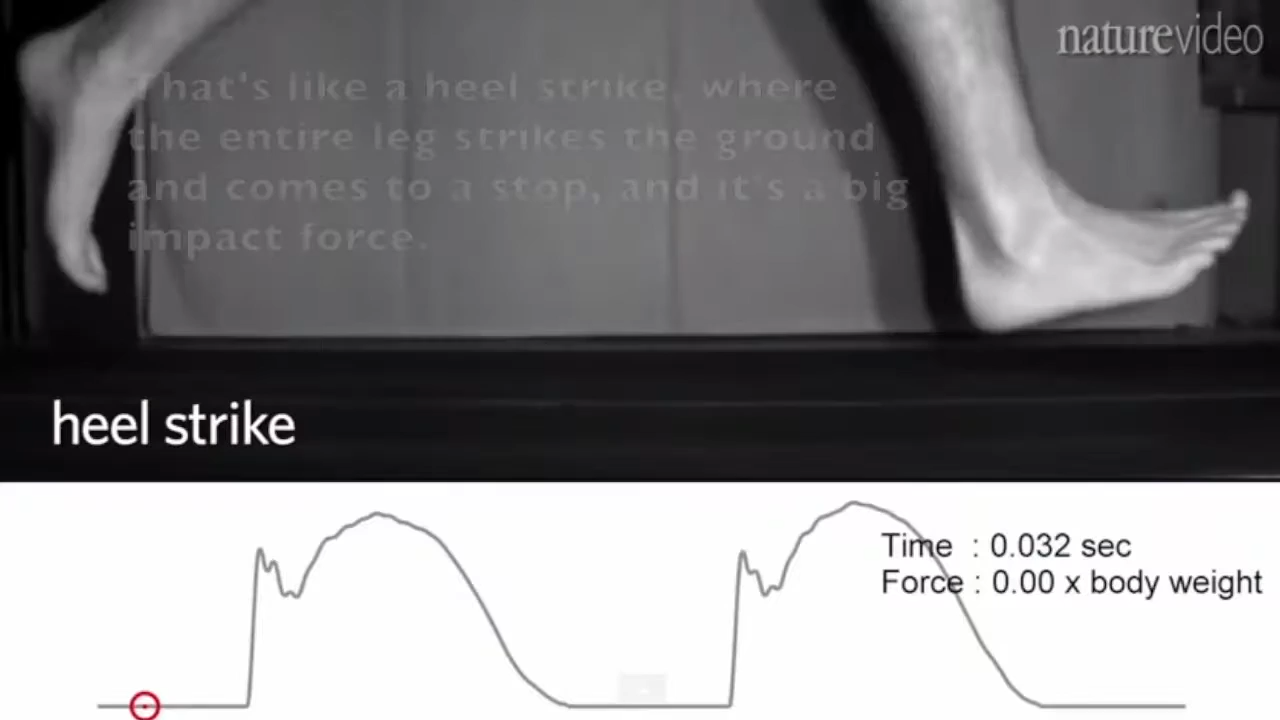 naturevideo
That's like a heel strike, where
the entire leg strikes the ground
and comes to a stop, and it's a big
impact force.
heel strike
Time : 0.032 sec
Force : 0.00 x body weight